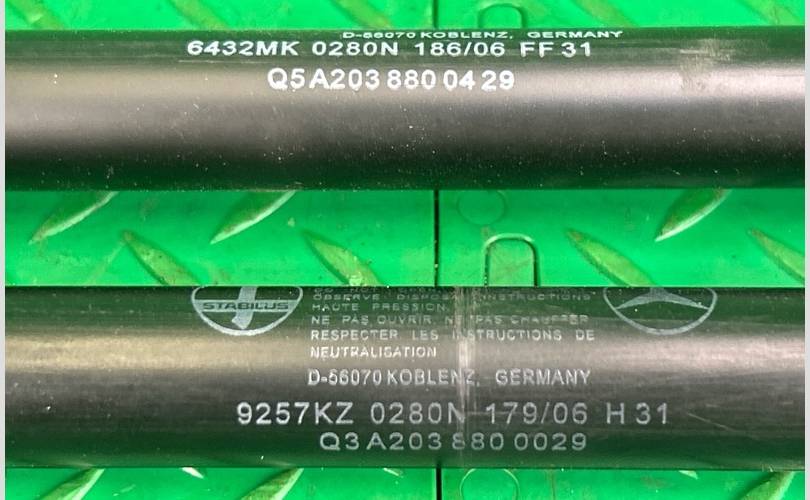 D-56070 KOBLENZ, GERMANY
6432MK 0280N 186/06 FF 31
Q5 A203 880 04 29
STABILUS
OBSERVE DISPOSAL INSTRUCTIONS
HAUTE PRESSION
NE PAS OUVRIR NE PAS CHAUFFER
RESPECTER LES INSTRUCTIONS DE
NEUTRALISATION
D-56070 KOBLENZ, GERMANY
9257KZ 0280N 179/06 H 31
Q3 A203 880 0029